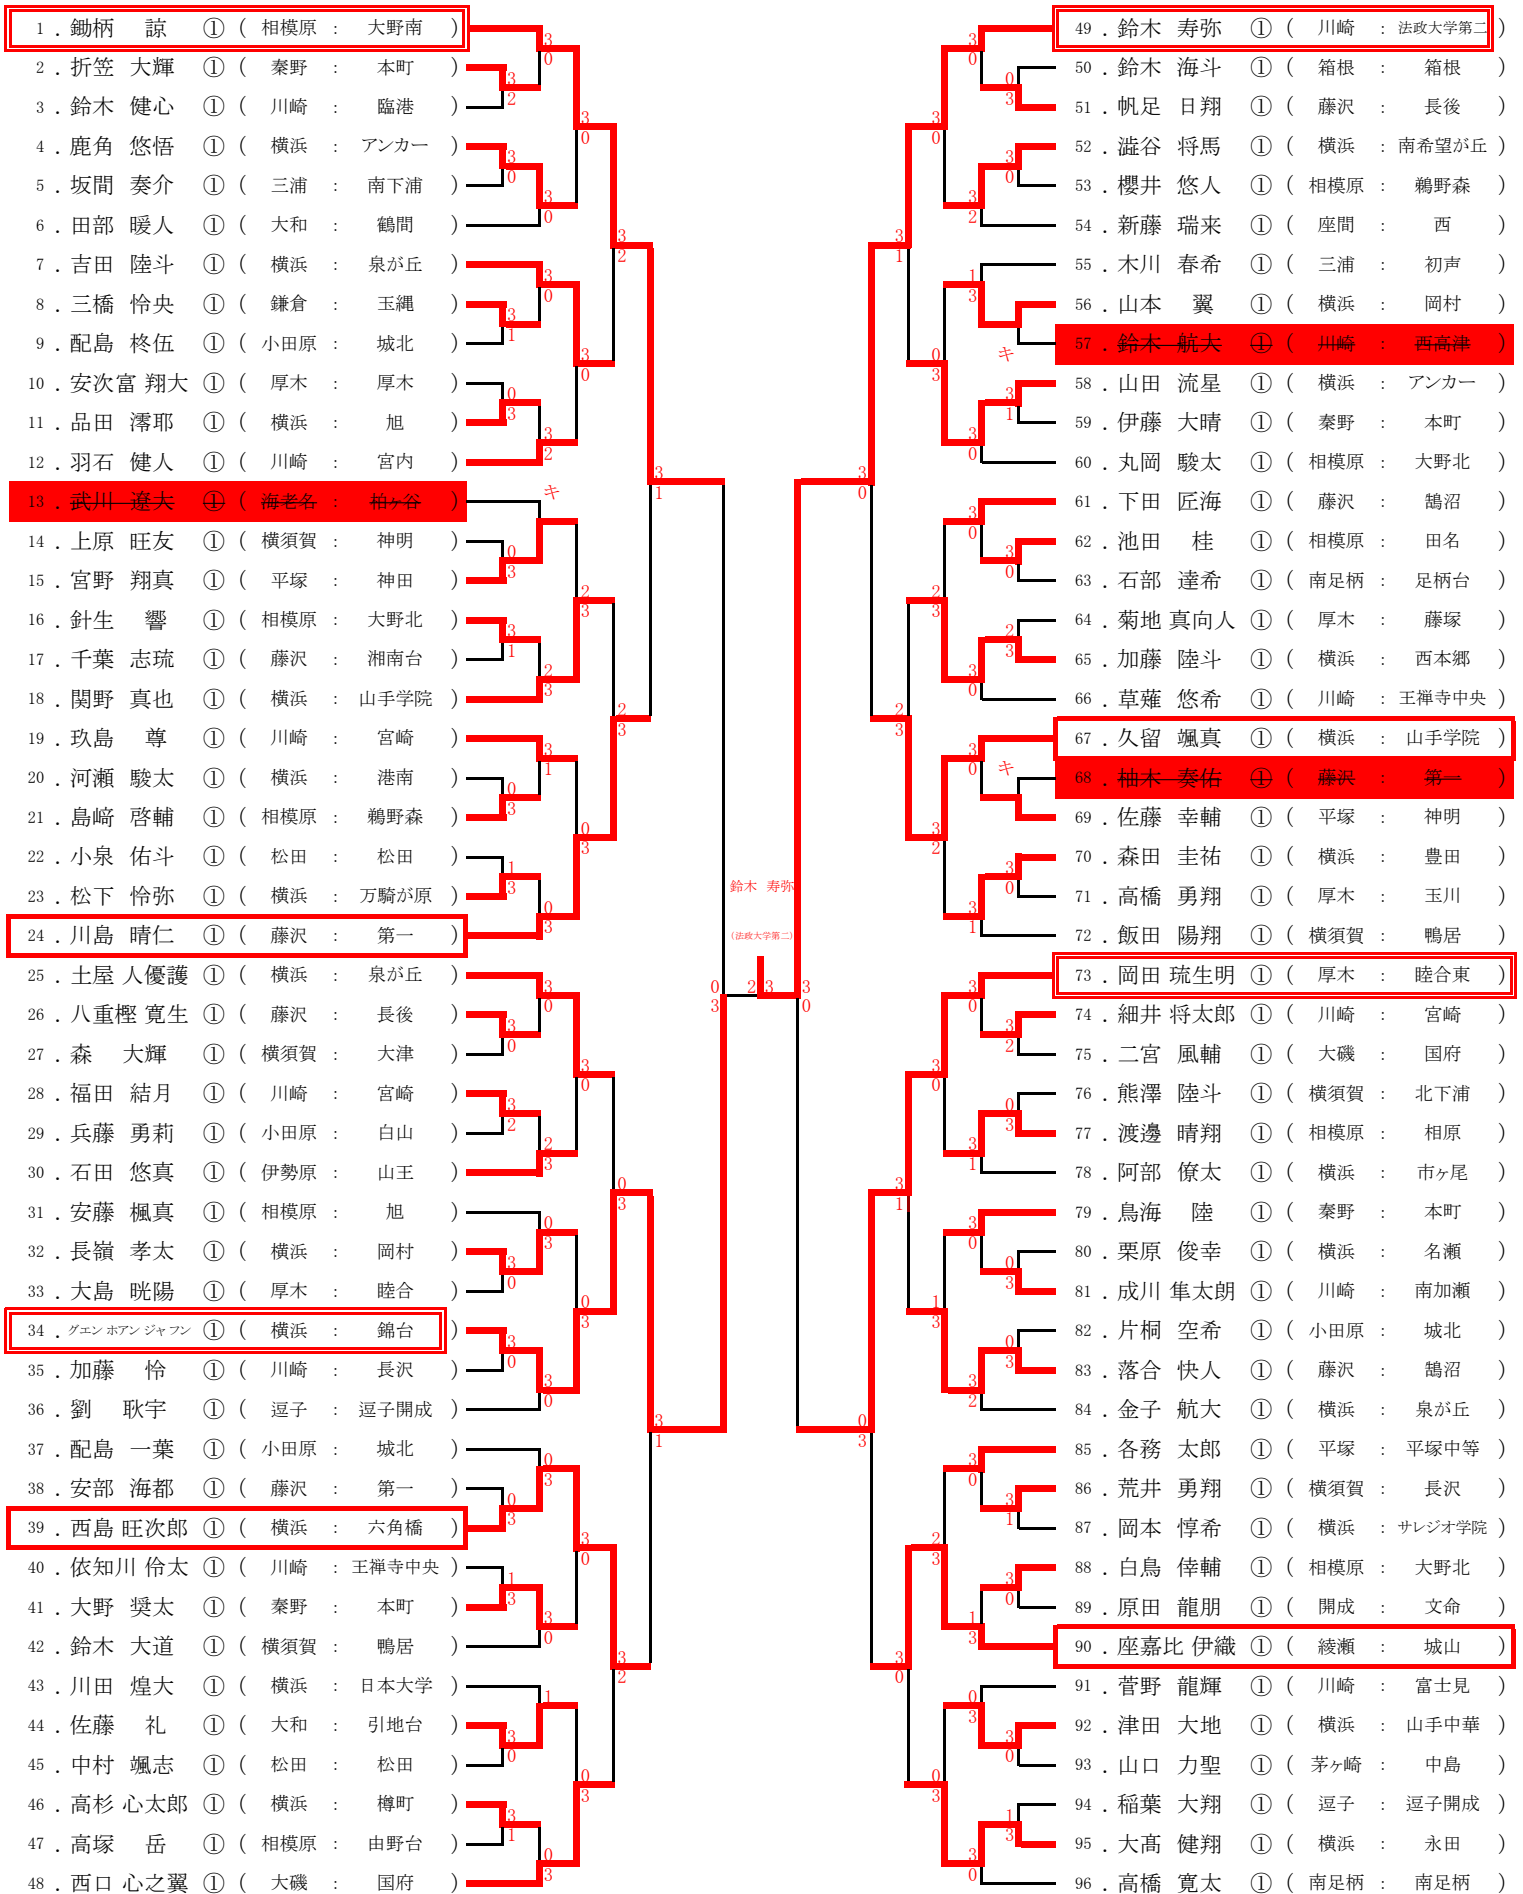 1 . 鋤柄 諒 ① ( 相模原 : 大野南 )
2 . 折笠 大輝 ① ( 秦野 : 本町 )
3 . 鈴木 健心 ① ( 川崎 : 臨港 )
4 . 鹿角 悠悟 ① ( 横浜 : アンカー )
5 . 坂間 奏介 ① ( 三浦 : 南下浦 )
6 . 田部 暖人 ① ( 大和 : 鶴間 )
7 . 吉田 陸斗 ① ( 横浜 : 泉が丘 )
8 . 三橋 怜央 ① ( 鎌倉 : 玉縄 )
9 . 配島 柊伍 ① ( 小田原 : 城北 )
10 . 安次富 翔大 ① ( 厚木 : 厚木 )
11 . 品田 澪耶 ① ( 横浜 : 旭 )
12 . 羽石 健人 ① ( 川崎 : 宮内 )
13 . 武川 遼大 ① ( 海老名 : 柏ヶ谷 )
14 . 上原 旺友 ① ( 横須賀 : 神明 )
15 . 宮野 翔真 ① ( 平塚 : 神田 )
16 . 針生 響 ① ( 相模原 : 大野北 )
17 . 千葉 志琉 ① ( 藤沢 : 湘南台 )
18 . 関野 真也 ① ( 横浜 : 山手学院 )
19 . 玖島 尊 ① ( 川崎 : 宮崎 )
20 . 河瀬 駿太 ① ( 横浜 : 港南 )
21 . 島﨑 啓輔 ① ( 相模原 : 鵜野森 )
22 . 小泉 佑斗 ① ( 松田 : 松田 )
23 . 松下 怜弥 ① ( 横浜 : 万騎が原 )
24 . 川島 晴仁 ① ( 藤沢 : 第一 )
25 . 土屋 人優護 ① ( 横浜 : 泉が丘 )
26 . 八重樫 寛生 ① ( 藤沢 : 長後 )
27 . 森 大輝 ① ( 横須賀 : 大津 )
28 . 福田 結月 ① ( 川崎 : 宮崎 )
29 . 兵藤 勇莉 ① ( 小田原 : 白山 )
30 . 石田 悠真 ① ( 伊勢原 : 山王 )
31 . 安藤 楓真 ① ( 相模原 : 旭 )
32 . 長嶺 孝太 ① ( 横浜 : 岡村 )
33 . 大島 晄陽 ① ( 厚木 : 睦合 )
34 . グエン ホアン ジャ フン ① ( 横浜 : 錦台 )
35 . 加藤 怜 ① ( 川崎 : 長沢 )
36 . 劉 耿宇 ① ( 逗子 : 逗子開成 )
37 . 配島 一葉 ① ( 小田原 : 城北 )
38 . 安部 海都 ① ( 藤沢 : 第一 )
39 . 西島 旺次郎 ① ( 横浜 : 六角橋 )
40 . 依知川 伶太 ① ( 川崎 : 王禅寺中央 )
41 . 大野 奨太 ① ( 秦野 : 本町 )
42 . 鈴木 大道 ① ( 横須賀 : 鴨居 )
43 . 川田 煌大 ① ( 横浜 : 日本大学 )
44 . 佐藤 礼 ① ( 大和 : 引地台 )
45 . 中村 颯志 ① ( 松田 : 松田 )
46 . 高杉 心太郎 ① ( 横浜 : 樽町 )
47 . 高塚 岳 ① ( 相模原 : 由野台 )
48 . 西口 心之翼 ① ( 大磯 : 国府 )
キ
鈴木 寿弥
(法政大学第二)
0 3 2 3 3 0
49 . 鈴木 寿弥 ① ( 川崎 : 法政大学第二 )
50 . 鈴木 海斗 ① ( 箱根 : 箱根 )
51 . 帆足 日翔 ① ( 藤沢 : 長後 )
52 . 澁谷 将馬 ① ( 横浜 : 南希望が丘 )
53 . 櫻井 悠人 ① ( 相模原 : 鵜野森 )
54 . 新藤 瑞来 ① ( 座間 : 西 )
55 . 木川 春希 ① ( 三浦 : 初声 )
56 . 山本 翼 ① ( 横浜 : 岡村 )
キ
57 . 鈴木 航大 ① ( 川崎 : 西高津 )
58 . 山田 流星 ① ( 横浜 : アンカー )
59 . 伊藤 大晴 ① ( 秦野 : 本町 )
60 . 丸岡 駿太 ① ( 相模原 : 大野北 )
61 . 下田 匠海 ① ( 藤沢 : 鵠沼 )
62 . 池田 桂 ① ( 相模原 : 田名 )
63 . 石部 達希 ① ( 南足柄 : 足柄台 )
64 . 菊地 真向人 ① ( 厚木 : 藤塚 )
65 . 加藤 陸斗 ① ( 横浜 : 西本郷 )
66 . 草薙 悠希 ① ( 川崎 : 王禅寺中央 )
67 . 久留 颯真 ① ( 横浜 : 山手学院 )
キ
68 . 柚木 奏佑 ① ( 藤沢 : 第一 )
69 . 佐藤 幸輔 ① ( 平塚 : 神明 )
70 . 森田 圭祐 ① ( 横浜 : 豊田 )
71 . 高橋 勇翔 ① ( 厚木 : 玉川 )
72 . 飯田 陽翔 ① ( 横須賀 : 鴨居 )
73 . 岡田 琉生明 ① ( 厚木 : 睦合東 )
74 . 細井 将太郎 ① ( 川崎 : 宮崎 )
75 . 二宮 風輔 ① ( 大磯 : 国府 )
76 . 熊澤 陸斗 ① ( 横須賀 : 北下浦 )
77 . 渡邊 晴翔 ① ( 相模原 : 相原 )
78 . 阿部 僚太 ① ( 横浜 : 市ヶ尾 )
79 . 鳥海 陸 ① ( 秦野 : 本町 )
80 . 栗原 俊幸 ① ( 横浜 : 名瀬 )
81 . 成川 隼太朗 ① ( 川崎 : 南加瀬 )
82 . 片桐 空希 ① ( 小田原 : 城北 )
83 . 落合 快人 ① ( 藤沢 : 鵠沼 )
84 . 金子 航大 ① ( 横浜 : 泉が丘 )
85 . 各務 太郎 ① ( 平塚 : 平塚中等 )
86 . 荒井 勇翔 ① ( 横須賀 : 長沢 )
87 . 岡本 惇希 ① ( 横浜 : サレジオ学院 )
88 . 白鳥 倖輔 ① ( 相模原 : 大野北 )
89 . 原田 龍朋 ① ( 開成 : 文命 )
90 . 座嘉比 伊織 ① ( 綾瀬 : 城山 )
91 . 菅野 龍輝 ① ( 川崎 : 富士見 )
92 . 津田 大地 ① ( 横浜 : 山手中華 )
93 . 山口 力聖 ① ( 茅ヶ崎 : 中島 )
94 . 稲葉 大翔 ① ( 逗子 : 逗子開成 )
95 . 大髙 健翔 ① ( 横浜 : 永田 )
96 . 高橋 寛太 ① ( 南足柄 : 南足柄 )